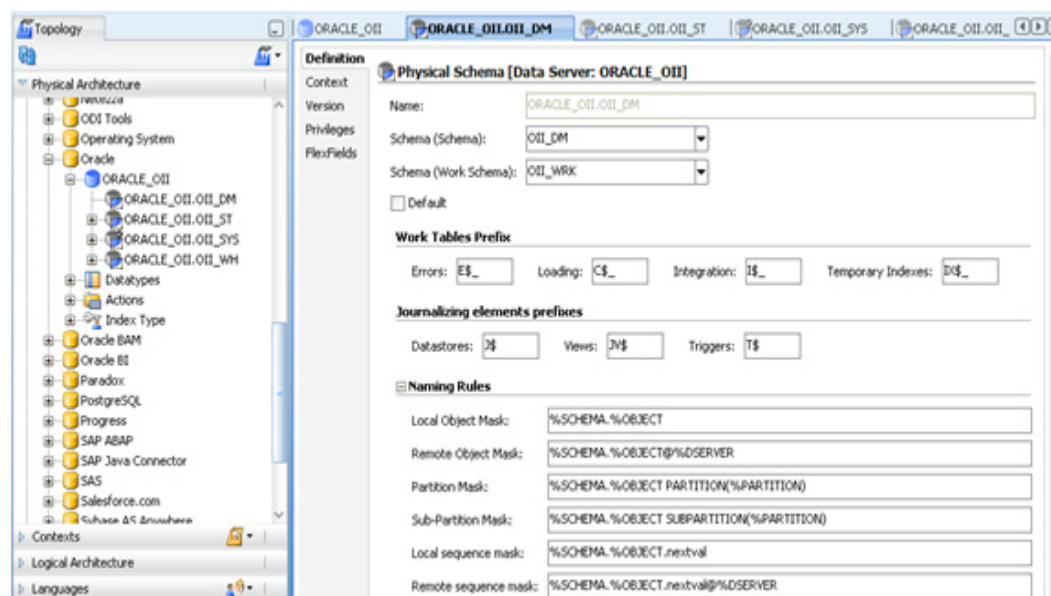 Topology
ORACLE_OII
ORACLE_OII.OII_DM
ORACLE_OII.OII_ST
ORACLE_OII.OII_SYS
ORACLE_OII.OII_
Physical Architecture
Netezza
ODI Tools
Operating System
Oracle
ORACLE_OII
ORACLE_OII.OII_DM
ORACLE_OII.OII_ST
ORACLE_OII.OII_SYS
ORACLE_OII.OII_WH
Datatypes
Actions
Index Type
Oracle BAM
Oracle BI
Paradox
PostgreSQL
Progress
SAP ABAP
SAP Java Connector
SAS
Salesforce.com
Sybase AS Anywhere
Contexts
Logical Architecture
Languages
Definition
Context
Version
Privileges
FlexFields
Physical Schema [Data Server: ORACLE_OII]
Name: ORACLE_OII.OII_DM
Schema (Schema): OII_DM
Schema (Work Schema): OII_WRK
Default
Work Tables Prefix
Errors: E$_ Loading: C$_ Integration: I$_ Temporary Indexes: IX$_
Journalizing elements prefixes
Datastores: J$ Views: JV$ Triggers: T$
Naming Rules
Local Object Mask: %SCHEMA.%OBJECT
Remote Object Mask: %SCHEMA.%OBJECT@%DSERVER
Partition Mask: %SCHEMA.%OBJECT PARTITION(%PARTITION)
Sub-Partition Mask: %SCHEMA.%OBJECT SUBPARTITION(%PARTITION)
Local sequence mask: %SCHEMA.%OBJECT.nextval
Remote sequence mask: %SCHEMA.%OBJECT.nextval@%DSERVER